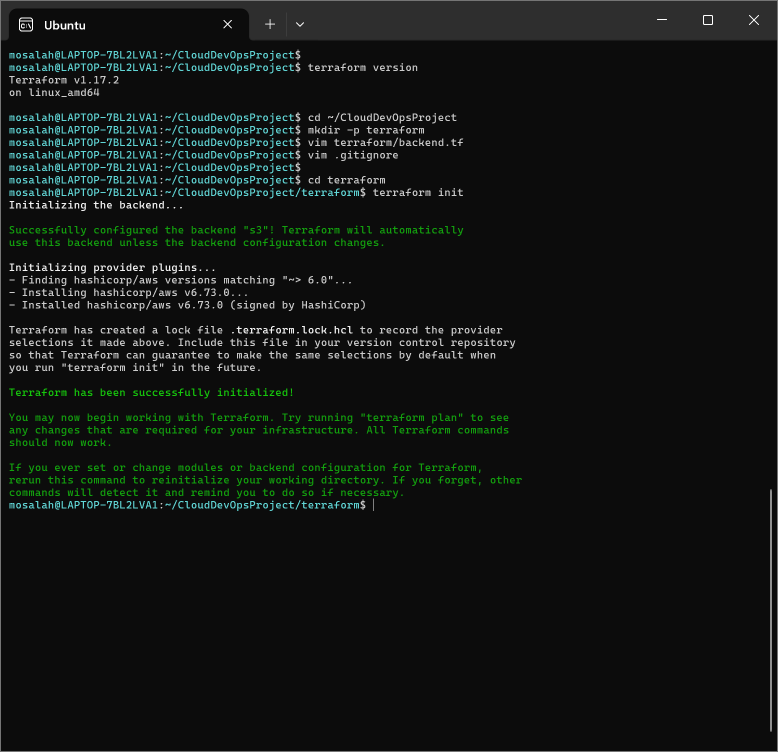 Ubuntu
mosalah@LAPTOP-7BL2LVA1:~/CloudDevOpsProject$
mosalah@LAPTOP-7BL2LVA1:~/CloudDevOpsProject$ terraform version
Terraform v1.17.2
on linux_amd64
mosalah@LAPTOP-7BL2LVA1:~/CloudDevOpsProject$ cd ~/CloudDevOpsProject
mosalah@LAPTOP-7BL2LVA1:~/CloudDevOpsProject$ mkdir -p terraform
mosalah@LAPTOP-7BL2LVA1:~/CloudDevOpsProject$ vim terraform/backend.tf
mosalah@LAPTOP-7BL2LVA1:~/CloudDevOpsProject$ vim .gitignore
mosalah@LAPTOP-7BL2LVA1:~/CloudDevOpsProject$
mosalah@LAPTOP-7BL2LVA1:~/CloudDevOpsProject$ cd terraform
mosalah@LAPTOP-7BL2LVA1:~/CloudDevOpsProject/terraform$ terraform init
Initializing the backend...
Successfully configured the backend "s3"! Terraform will automatically
use this backend unless the backend configuration changes.
Initializing provider plugins...
- Finding hashicorp/aws versions matching "~> 6.0"...
- Installing hashicorp/aws v6.73.0...
- Installed hashicorp/aws v6.73.0 (signed by HashiCorp)
Terraform has created a lock file .terraform.lock.hcl to record the provider
selections it made above. Include this file in your version control repository
so that Terraform can guarantee to make the same selections by default when
you run "terraform init" in the future.
Terraform has been successfully initialized!
You may now begin working with Terraform. Try running "terraform plan" to see
any changes that are required for your infrastructure. All Terraform commands
should now work.
If you ever set or change modules or backend configuration for Terraform,
rerun this command to reinitialize your working directory. If you forget, other
commands will detect it and remind you to do so if necessary.
mosalah@LAPTOP-7BL2LVA1:~/CloudDevOpsProject/terraform$